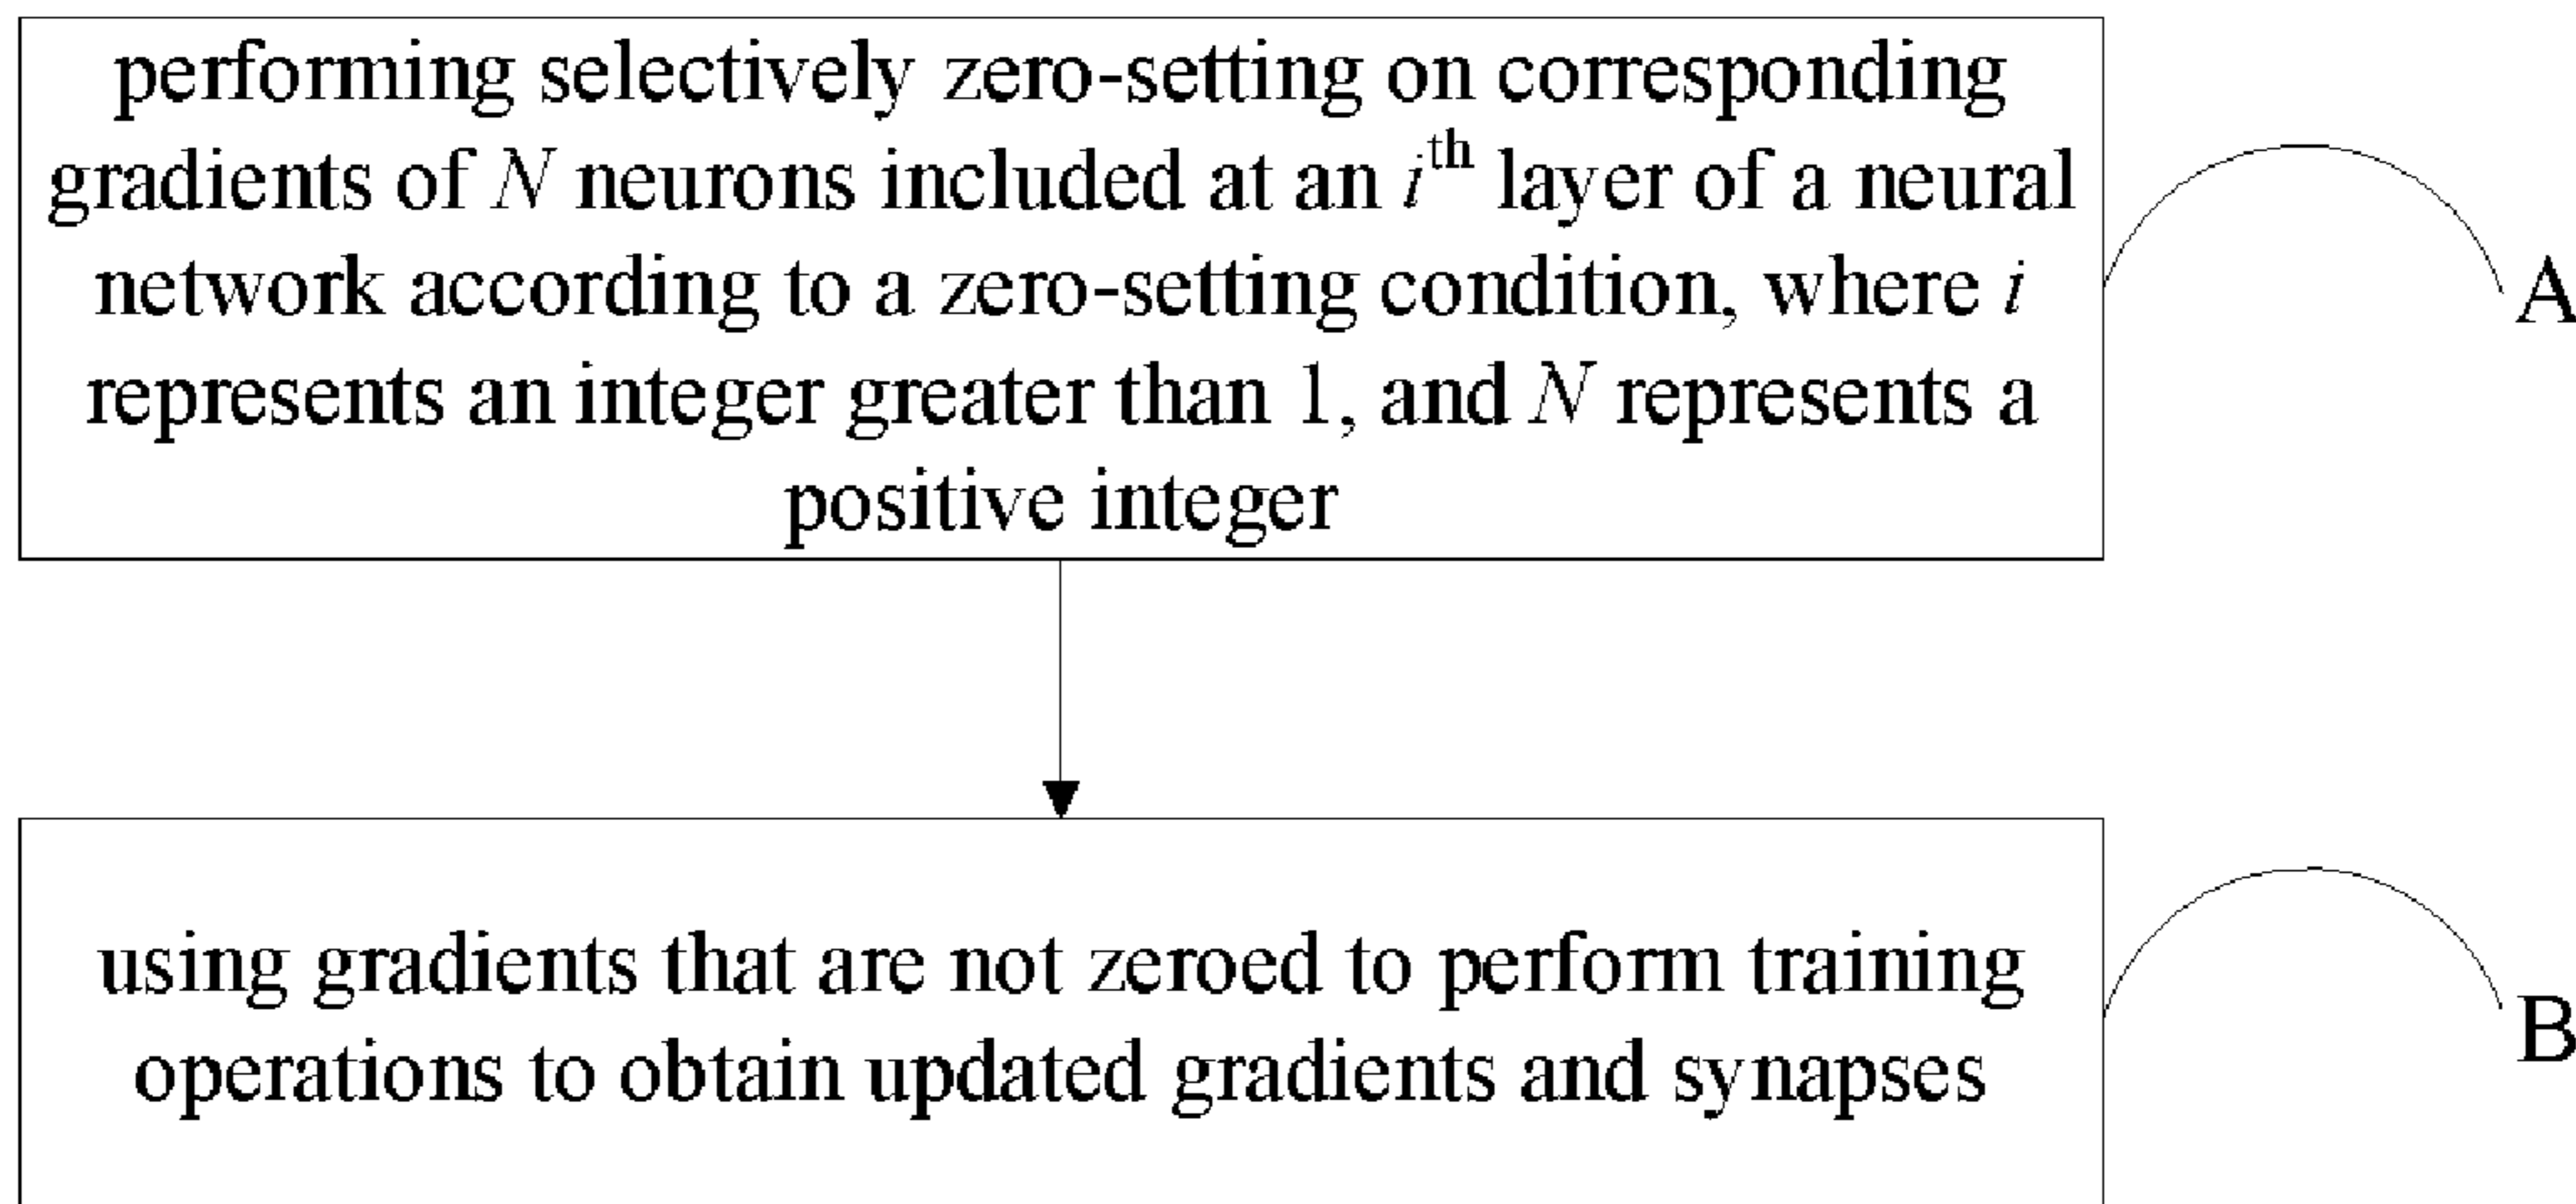 performing selectively zero-setting on corresponding
gradients of N neurons included at an i^th layer of a neural
network according to a zero-setting condition, where i
represents an integer greater than 1, and N represents a
positive integer
A
using gradients that are not zeroed to perform training
operations to obtain updated gradients and synapses
B